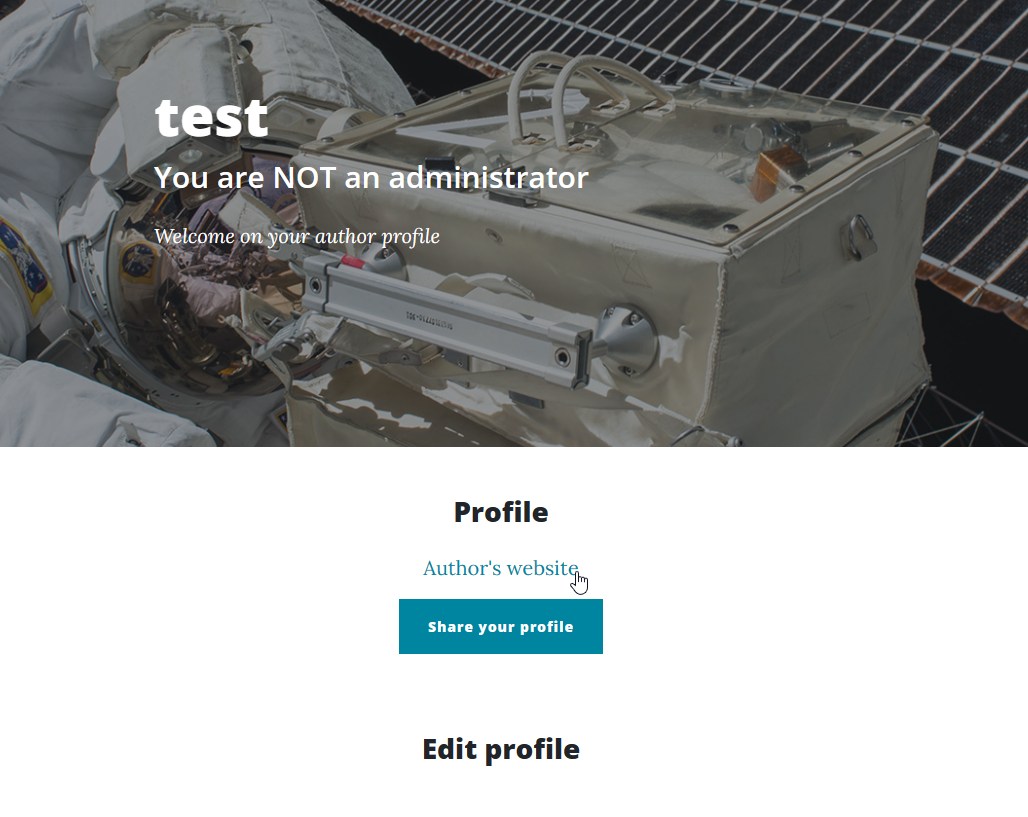 test
You are NOT an administrator
Welcome on your author profile
Profile
Author's website
Share your profile
Edit profile